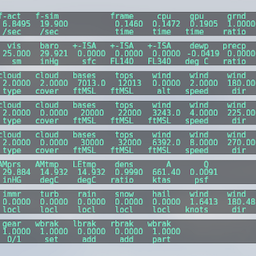 f-act f-sim frame cpu gpu grnd
6.8495 19.900 0.1460 0.1472 0.1905 1.0000
/sec /sec time time time ratio
vis baro +-ISA +-ISA +-ISA dewp precp
25.000 29.921 0.0000 0.0000 0.0000 -0.0419 0.0000
sm inHg sfc FL140 FL340 deg C ratio
cloud cloud bases tops wind wind wind
2.0000 2.0000 7013.0 12013 0.0000 2.0000 180.00
type cover ftMSL ftMSL alt speed dir
cloud cloud bases tops wind wind wind
2.0000 2.0000 20000 22000 3243.0 4.0000 225.00
type cover ftMSL ftMSL ftMSL speed dir
cloud cloud bases tops wind wind wind
0.0000 0.0000 30000 32000 6392.0 8.0000 270.00
type cover ftMSL ftMSL ftMSL speed dir
AMprs AMtmp LEtmp dens A Q
29.884 14.932 14.932 0.9990 661.40 0.0091
inHG degC degC ratio ktas psf
immr turb rain snow hail wind wind
0.0000 0.0000 0.0000 0.0000 0.0000 1.6413 180.48
locl locl locl locl locl knots dir
gear wbrak lbrak rbrak wbrak
1.0000 1.0000 0.0000 0.0000 0.0000
0/1 set add add part